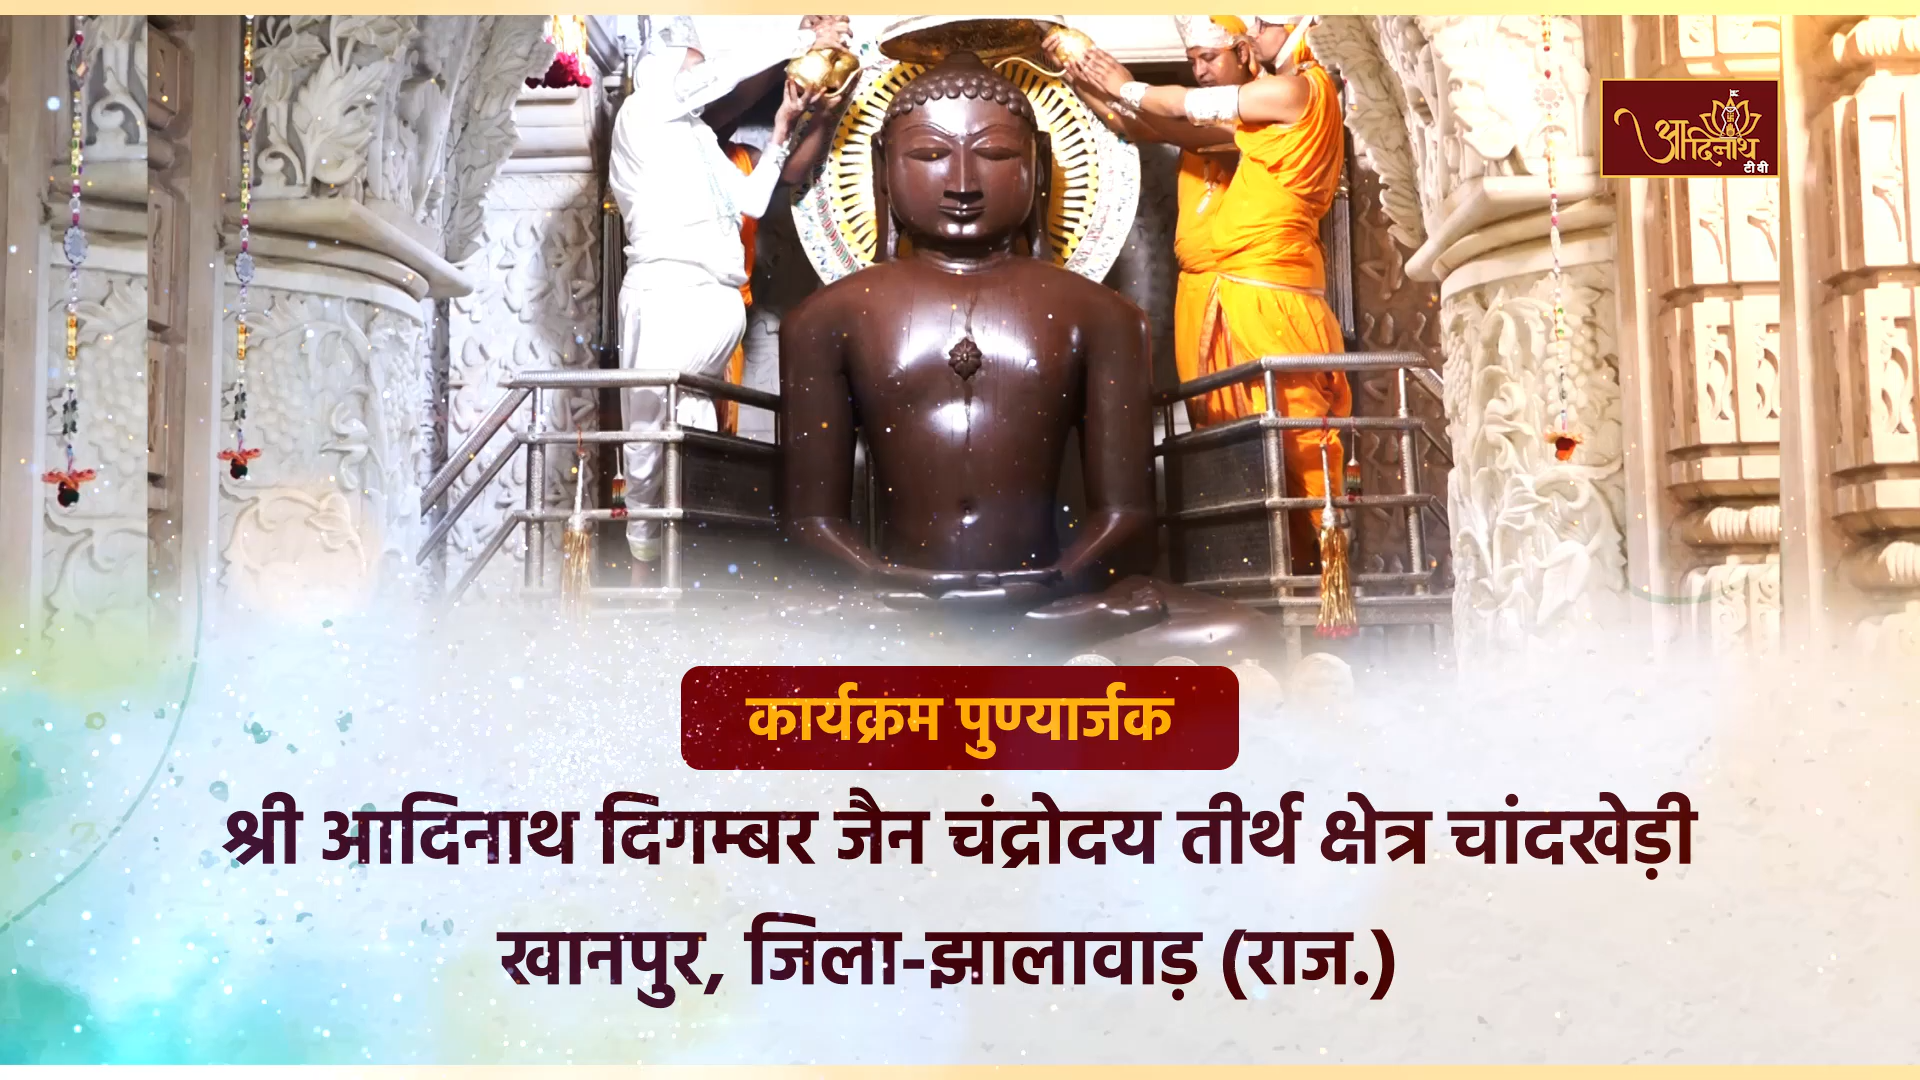 आदिनाथ
टीवी
कार्यक्रम पुण्यार्जक
श्री आदिनाथ दिगम्बर जैन चंद्रोदय तीर्थ क्षेत्र चांदखेड़ी
खानपुर, जिला-झालावाड़ (राज.)